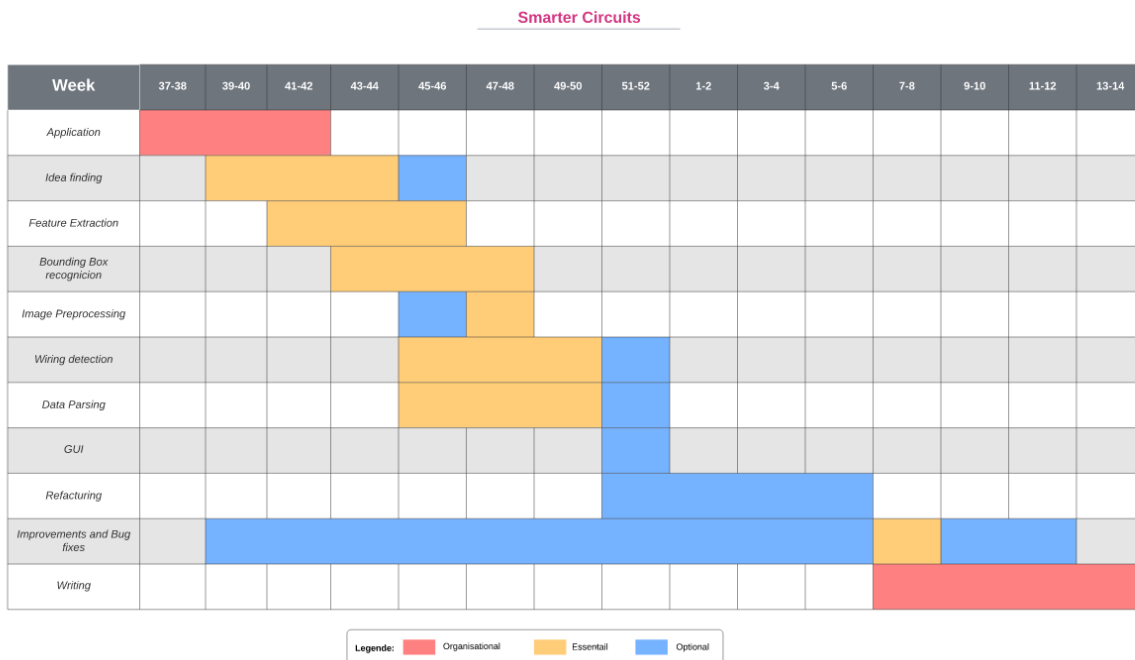 Smarter Circuits
Week 37-38 39-40 41-42 43-44 45-46 47-48 49-50 51-52 1-2 3-4 5-6 7-8 9-10 11-12 13-14
Application
Idea finding
Feature Extraction
Bounding Box
recognicion
Image Preprocessing
Wiring detection
Data Parsing
GUI
Refacturing
Improvements and Bug
fixes
Writing
Legende: Organisational Essentail Optional